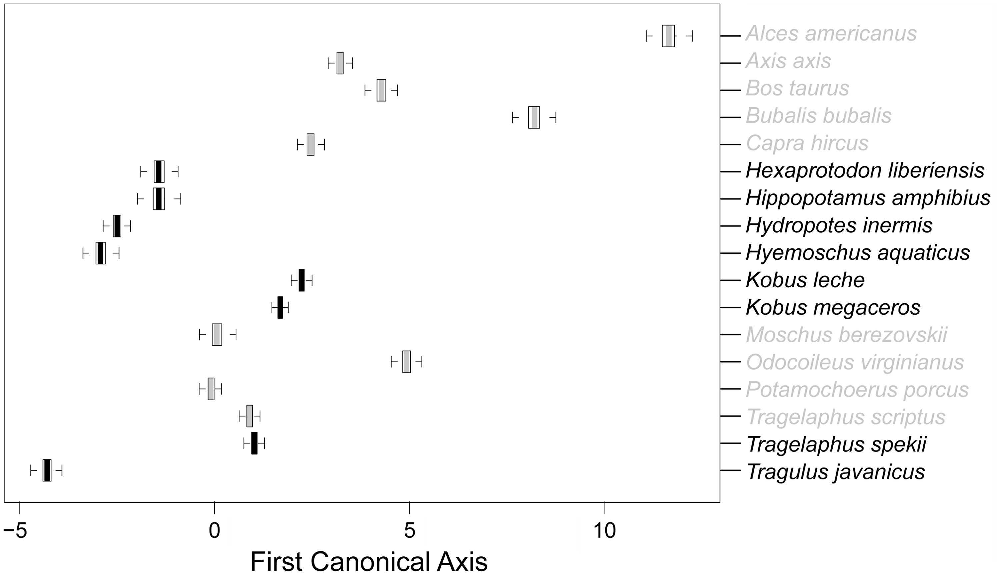 Alces americanus
Axis axis
Bos taurus
Bubalis bubalis
Capra hircus
Hexaprotodon liberiensis
Hippopotamus amphibius
Hydropotes inermis
Hyemoschus aquaticus
Kobus leche
Kobus megaceros
Moschus berezovskii
Odocoileus virginianus
Potamochoerus porcus
Tragelaphus scriptus
Tragelaphus spekii
Tragulus javanicus
−5 0 5 10
First Canonical Axis